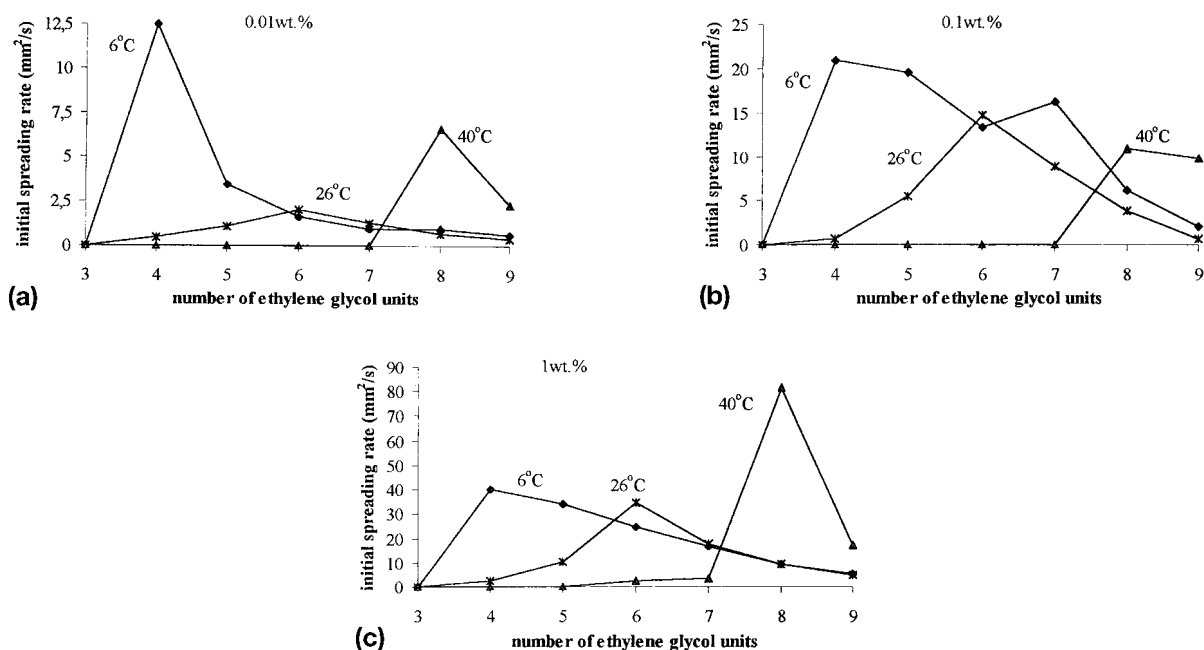 0.01wt.%
initial spreading rate (mm²/s)
12,5
10
7,5
5
2,5
0
6°C
26°C
40°C
3 4 5 6 7 8 9
number of ethylene glycol units
(a)
0.1wt.%
initial spreading rate (mm²/s)
25
20
15
10
5
0
6°C
26°C
40°C
3 4 5 6 7 8 9
number of ethylene glycol units
(b)
1wt.%
initial spreading rate (mm²/s)
90
80
70
60
50
40
30
20
10
0
6°C
26°C
40°C
3 4 5 6 7 8 9
number of ethylene glycol units
(c)